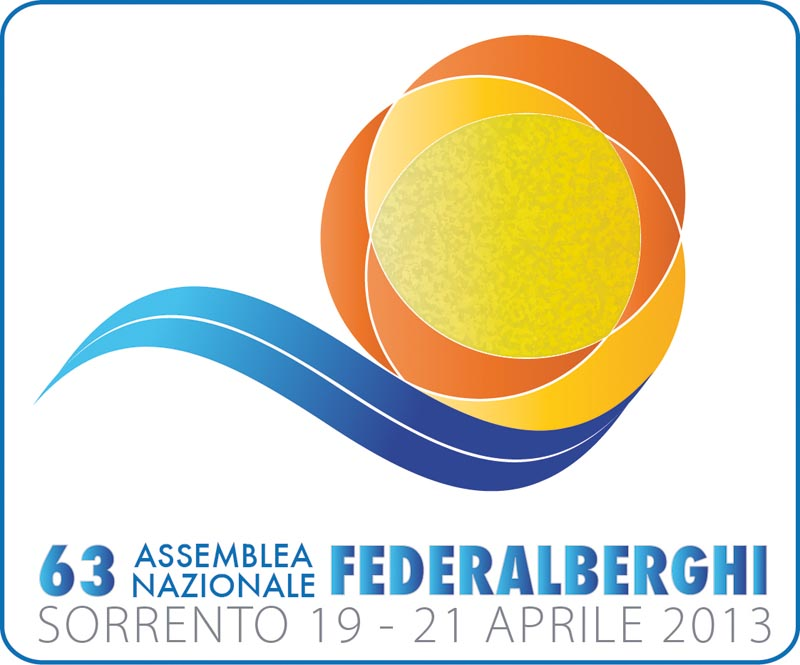 63 ASSEMBLEA NAZIONALE FEDERALBERGHI
SORRENTO 19 - 21 APRILE 2013